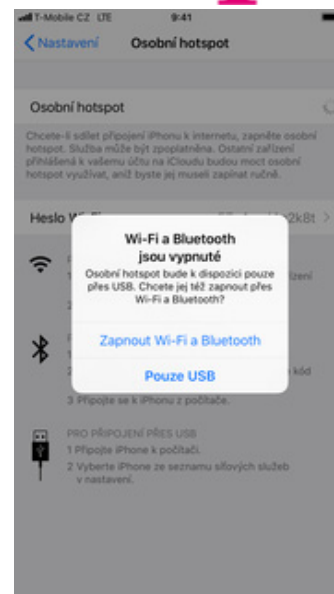 T-Mobile CZ LTE 9:41
Nastavení Osobní hotspot
Osobní hotspot
Chcete-li sdílet připojení iPhonu k internetu, zapněte osobní
hotspot. Služba může být zpoplatněna. Ostatní zařízení
přihlášená k vašemu účtu na iCloudu budou moct osobní
hotspot využívat, aniž byste jej museli zapínat ručně.
Heslo
Wi-Fi a Bluetooth
jsou vypnuté
Osobní hotspot bude k dispozici pouze
přes USB. Chcete jej též zapnout přes
Wi-Fi a Bluetooth?
Zapnout Wi-Fi a Bluetooth
Pouze USB
kód
3 Připojte se k iPhonu z počítače.
PRO PŘIPOJENÍ PŘES USB
1 Připojte iPhone k počítači.
2 Vyberte iPhone ze seznamu síťových služeb
v nastavení.